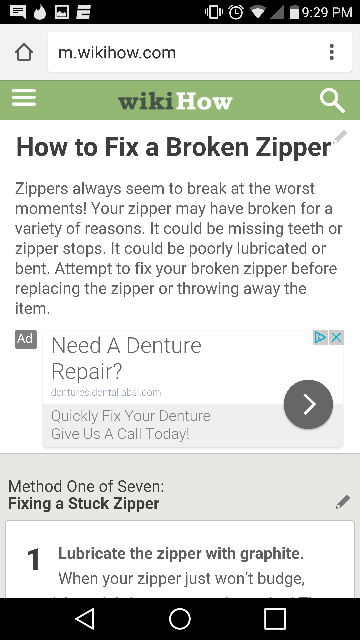 9:29 PM
m.wikihow.com
wikiHow
How to Fix a Broken Zipper
Zippers always seem to break at the worst
moments! Your zipper may have broken for a
variety of reasons. It could be missing teeth or
zipper stops. It could be poorly lubricated or
bent. Attempt to fix your broken zipper before
replacing the zipper or throwing away the
item.
Ad
Need A Denture
Repair?
dentures.dentallabsl.com
Quickly Fix Your Denture
Give Us A Call Today!
Method One of Seven:
Fixing a Stuck Zipper
1
Lubricate the zipper with graphite.
When your zipper just won't budge,